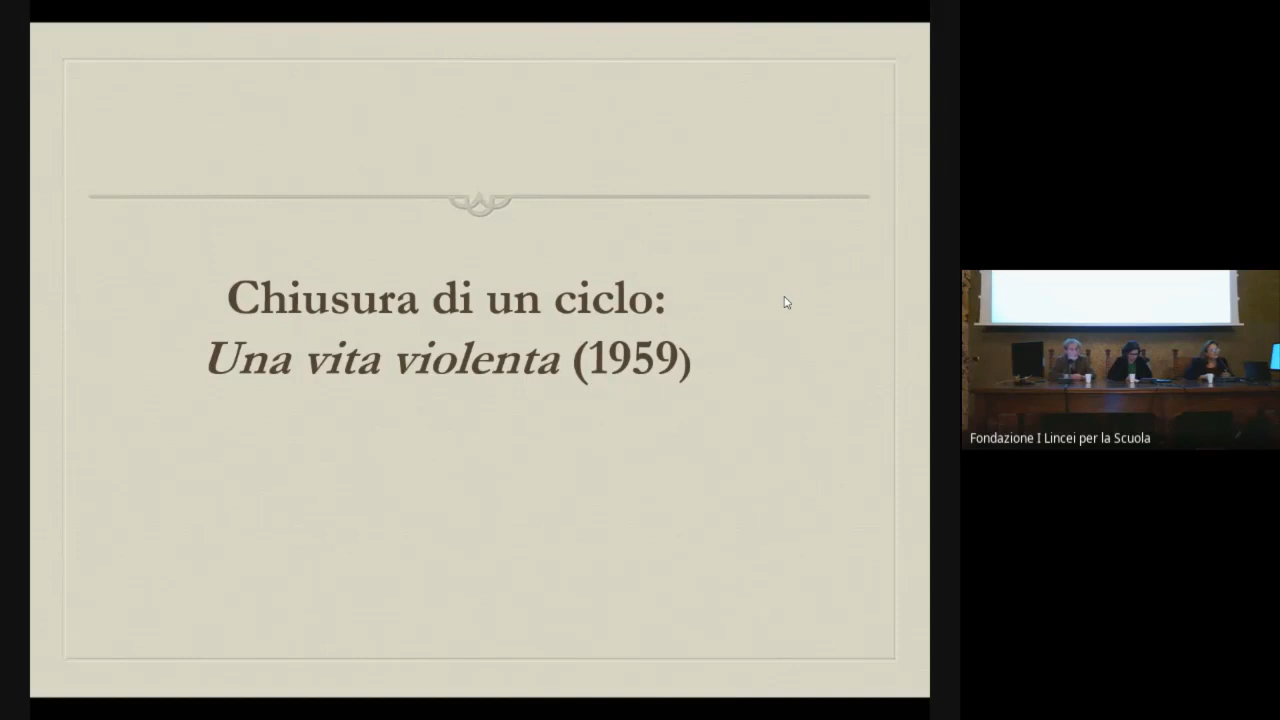 Chiusura di un ciclo:
Una vita violenta (1959)
Fondazione I Lincei per la Scuola